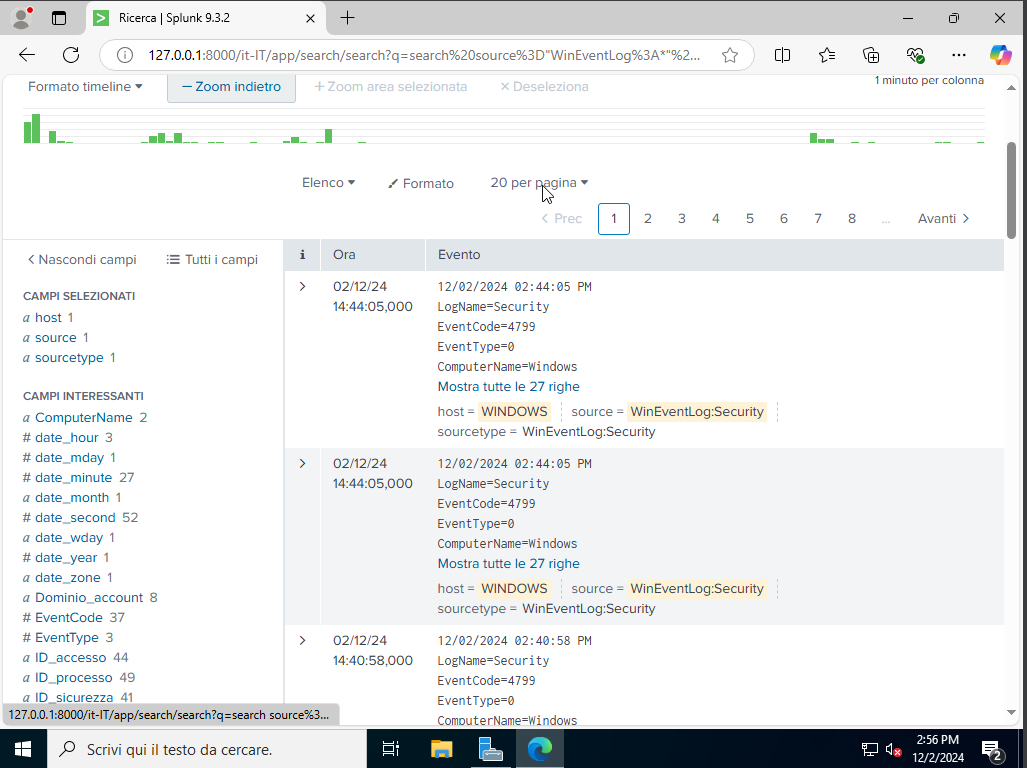 Ricerca | Splunk 9.3.2
127.0.0.1:8000/it-IT/app/search/search?q=search%20source%3D"WinEventLog%3A*"%2...
Formato timeline
− Zoom indietro
+ Zoom area selezionata
× Deseleziona
1 minuto per colonna
Elenco
Formato
20 per pagina
< Prec 1 2 3 4 5 6 7 8 ... Avanti >
< Nascondi campi
Tutti i campi
i Ora Evento
CAMPI SELEZIONATI
a host 1
a source 1
a sourcetype 1
CAMPI INTERESSANTI
a ComputerName 2
# date_hour 3
# date_mday 1
# date_minute 27
a date_month 1
# date_second 52
a date_wday 1
# date_year 1
a date_zone 1
a Dominio_account 8
# EventCode 37
# EventType 3
a ID_accesso 44
a ID_processo 49
a ID_sicurezza 41
> 02/12/24
14:44:05,000
12/02/2024 02:44:05 PM
LogName=Security
EventCode=4799
EventType=0
ComputerName=Windows
Mostra tutte le 27 righe
host = WINDOWS source = WinEventLog:Security
sourcetype = WinEventLog:Security
> 02/12/24
14:44:05,000
12/02/2024 02:44:05 PM
LogName=Security
EventCode=4799
EventType=0
ComputerName=Windows
Mostra tutte le 27 righe
host = WINDOWS source = WinEventLog:Security
sourcetype = WinEventLog:Security
> 02/12/24
14:40:58,000
12/02/2024 02:40:58 PM
LogName=Security
EventCode=4799
EventType=0
ComputerName=Windows
127.0.0.1:8000/it-IT/app/search/search?q=search source%3...
Scrivi qui il testo da cercare.
2:56 PM
12/2/2024
2